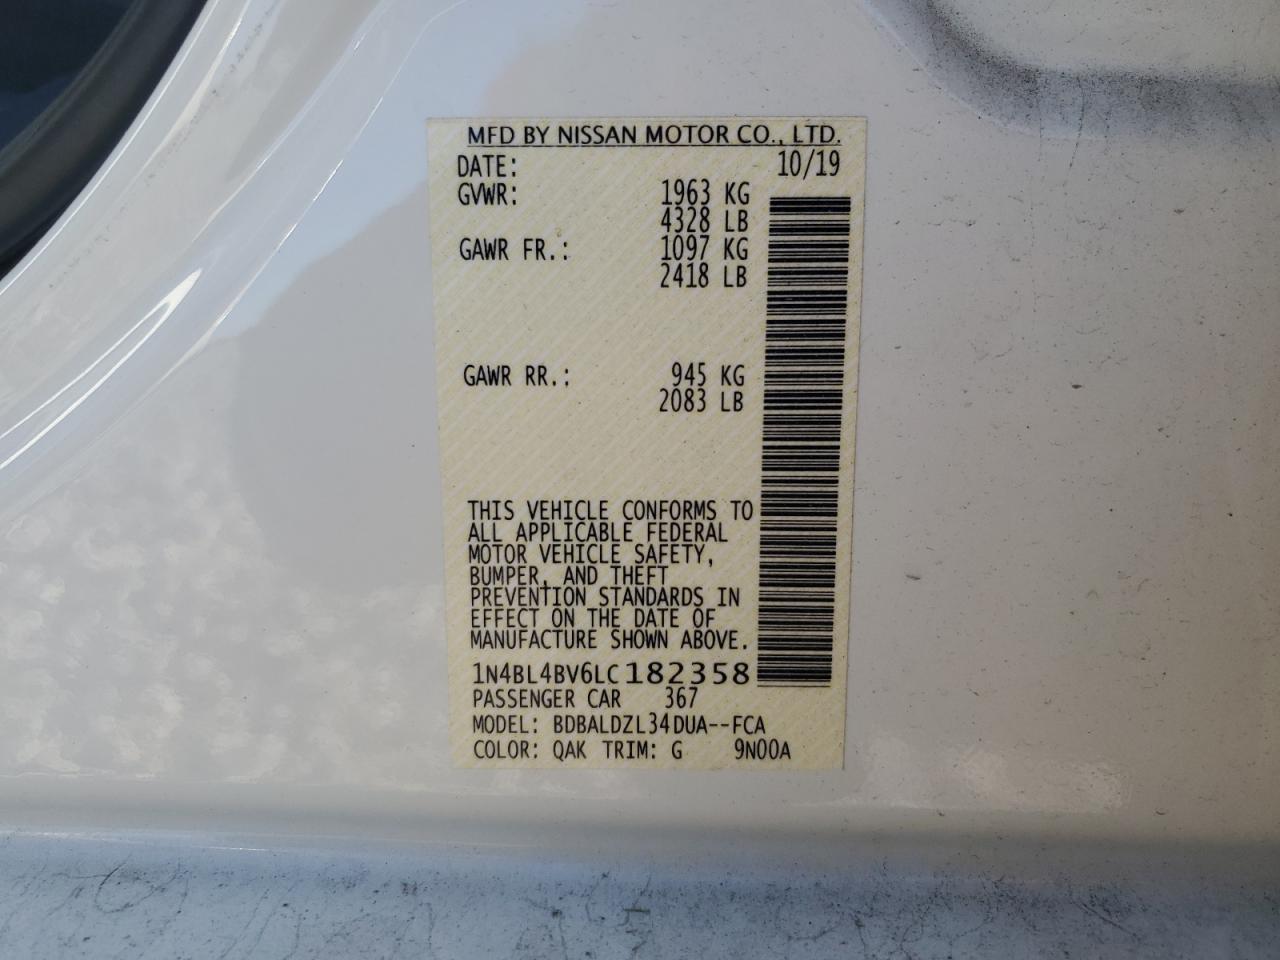 MFD BY NISSAN MOTOR CO., LTD.
DATE: 10/19
GVWR: 1963 KG
4328 LB
GAWR FR.: 1097 KG
2418 LB
GAWR RR.: 945 KG
2083 LB
THIS VEHICLE CONFORMS TO
ALL APPLICABLE FEDERAL
MOTOR VEHICLE SAFETY,
BUMPER, AND THEFT
PREVENTION STANDARDS IN
EFFECT ON THE DATE OF
MANUFACTURE SHOWN ABOVE.
1N4BL4BV6LC182358
PASSENGER CAR 367
MODEL: BDBALDZL34DUA--FCA
COLOR: QAK TRIM: G 9N00A